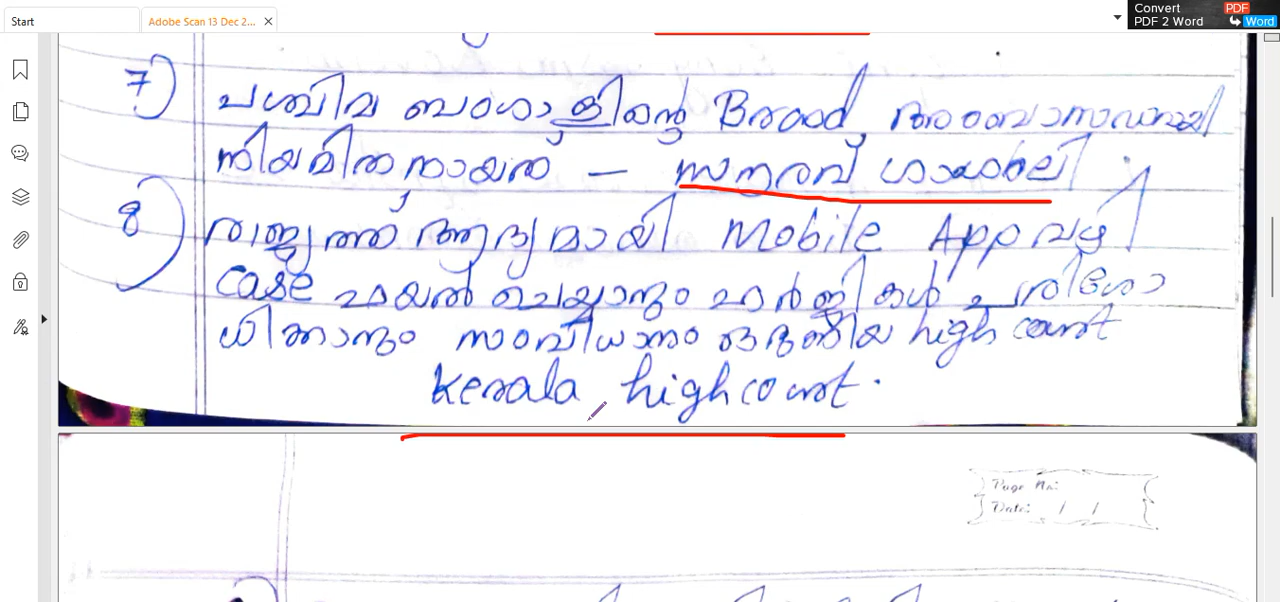 Start
Adobe Scan 13 Dec 2...
Convert PDF
PDF 2 Word Word
7) പശ്ചിമ ബംഗാളിന്റെ Brand അംബാസഡറായി
നിയമിതനായത് — സൗരവ് ഗാംഗുലി
8) രാജ്യത്ത് ആദ്യമായി Mobile App വഴി
case ഫയൽ ചെയ്യാനും ഹർജികൾ പരിശോ
ധിക്കാനും സംവിധാനം ഒരുക്കിയ high court
Kerala high court.
Page No:
Date: / /